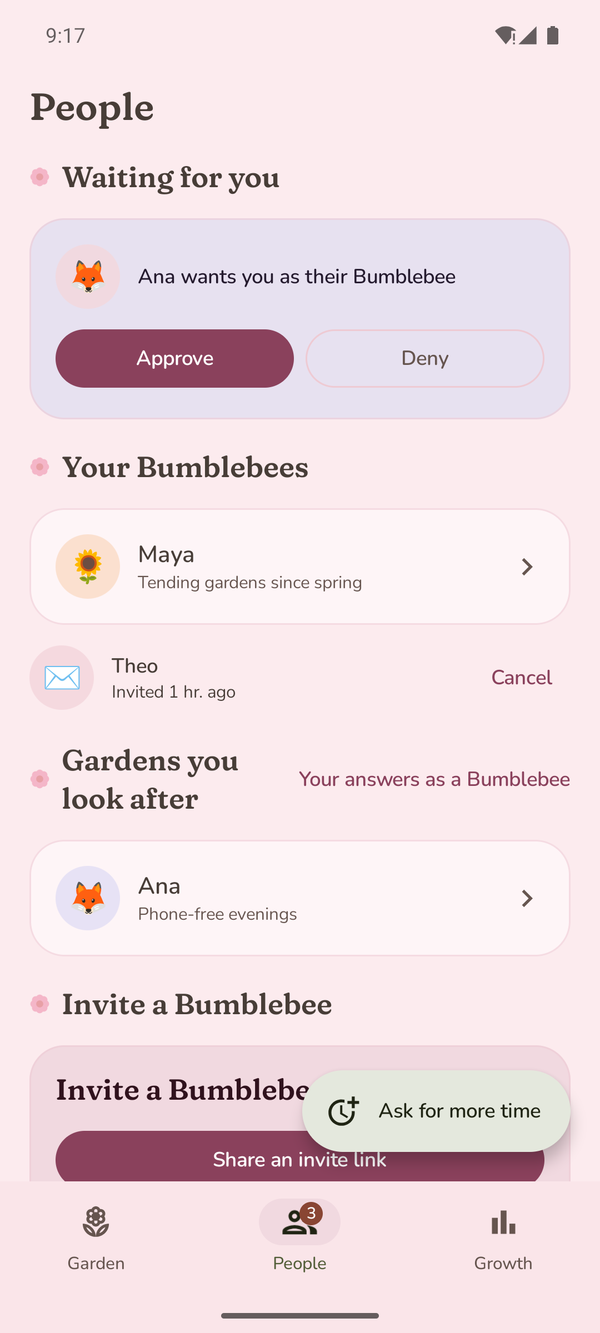 9:17
People
Waiting for you
Ana wants you as their Bumblebee
Approve
Deny
Your Bumblebees
Maya
Tending gardens since spring
Theo
Invited 1 hr. ago
Cancel
Gardens you
look after
Your answers as a Bumblebee
Ana
Phone-free evenings
Invite a Bumblebee
Invite a Bumblebe
Ask for more time
Share an invite link
3
Garden
People
Growth